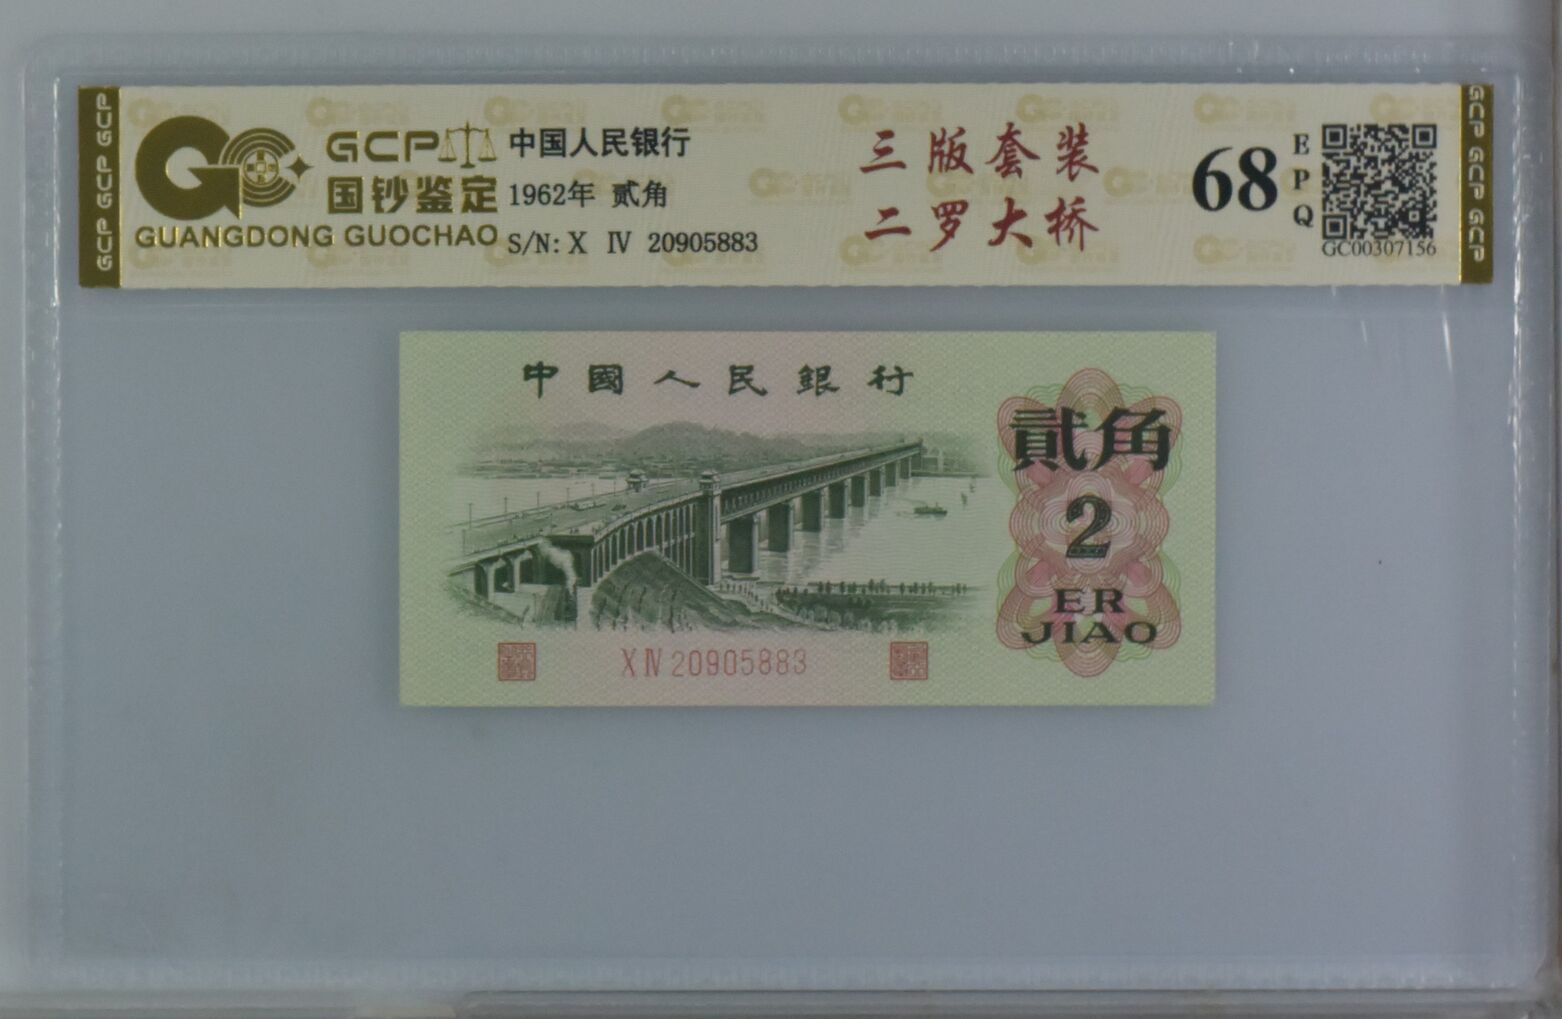 GCP GCP GCP
GCP
国钞鉴定
GUANGDONG GUOCHAO
中国人民银行
1962年 贰角
S/N: X Ⅳ 20905883
三版套装
二罗大桥
68
EPQ
GC00307156
GCP GCP GCP
中國人民銀行
貳角
2
ER
JIAO
X Ⅳ 20905883